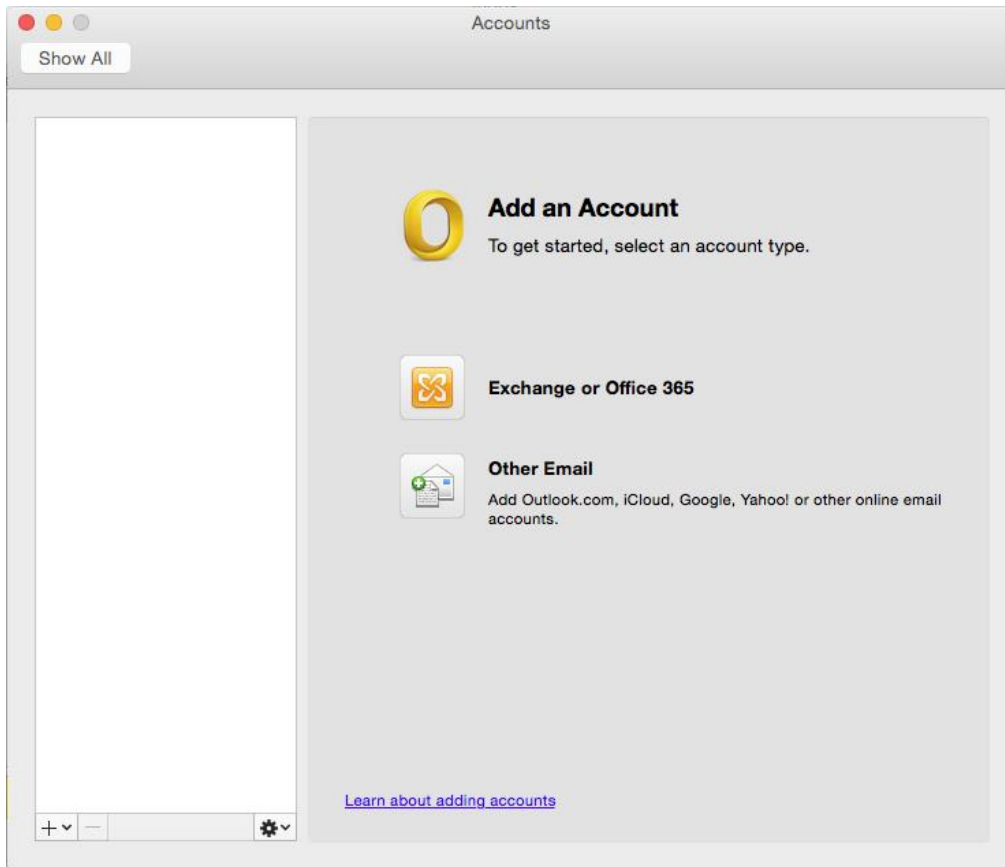 Accounts
Show All
Add an Account
To get started, select an account type.
Exchange or Office 365
Other Email
Add Outlook.com, iCloud, Google, Yahoo! or other online email
accounts.
Learn about adding accounts